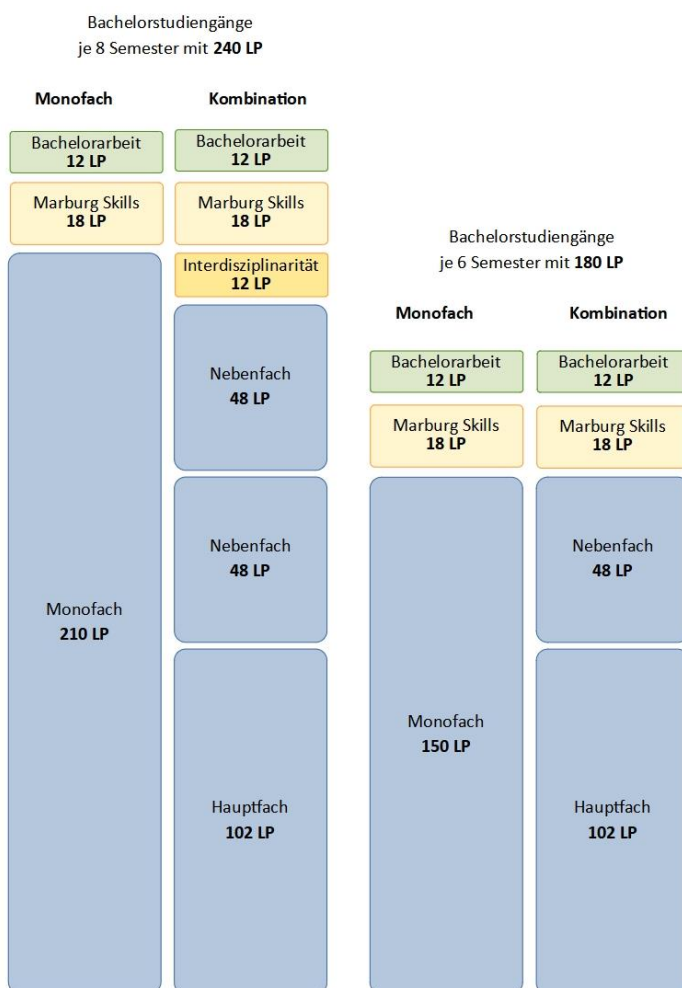 Bachelorstudiengänge
je 8 Semester mit 240 LP
Monofach
Kombination
Bachelorarbeit
12 LP
Bachelorarbeit
12 LP
Marburg Skills
18 LP
Marburg Skills
18 LP
Interdisziplinarität
12 LP
Nebenfach
48 LP
Nebenfach
48 LP
Monofach
210 LP
Hauptfach
102 LP
Bachelorstudiengänge
je 6 Semester mit 180 LP
Monofach
Kombination
Bachelorarbeit
12 LP
Bachelorarbeit
12 LP
Marburg Skills
18 LP
Marburg Skills
18 LP
Nebenfach
48 LP
Monofach
150 LP
Hauptfach
102 LP